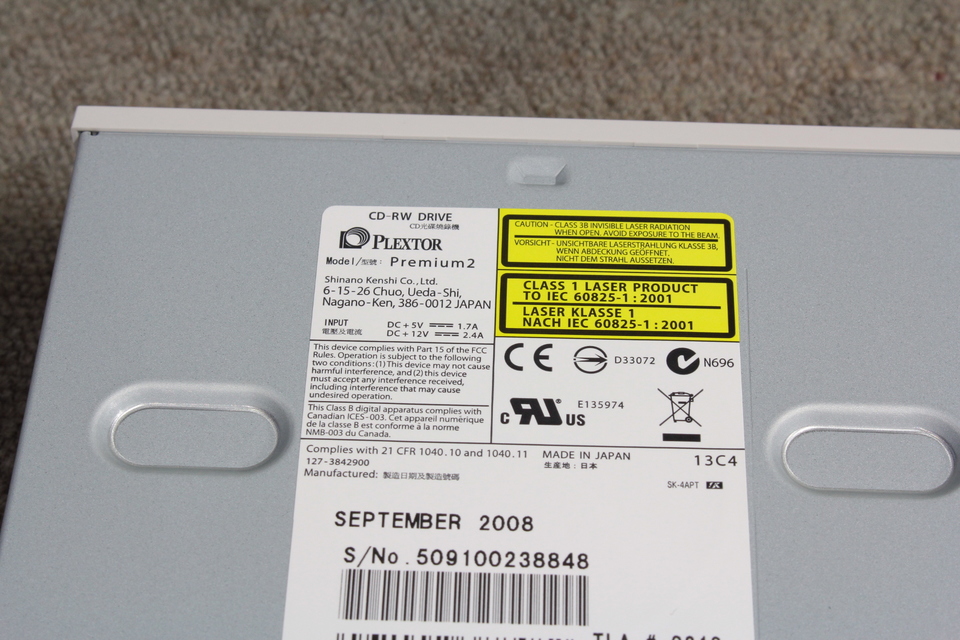 CD-RW DRIVE
CD光碟燒錄機
PLEXTOR
Model/型號: Premium2
Shinano Kenshi Co., Ltd.
6-15-26 Chuo, Ueda-Shi,
Nagano-Ken, 386-0012 JAPAN
INPUT DC+5V 1.7A
電壓及電流 DC+12V 2.4A
This device complies with Part 15 of the FCC
Rules. Operation is subject to the following
two conditions: (1) This device may not cause
harmful interference, and (2) this device
must accept any interference received,
including interference that may cause
undesired operation.
This Class B digital apparatus complies with
Canadian ICES-003. Cet appareil numérique
de la classe B est conforme à la norme
NMB-003 du Canada.
CAUTION - CLASS 3B INVISIBLE LASER RADIATION
WHEN OPEN. AVOID EXPOSURE TO THE BEAM.
VORSICHT - UNSICHTBARE LASERSTRAHLUNG KLASSE 3B,
WENN ABDECKUNG GEÖFFNET.
NICHT DEM STRAHL AUSSETZEN.
CLASS 1 LASER PRODUCT
TO IEC 60825-1 : 2001
LASER KLASSE 1
NACH IEC 60825-1 : 2001
CE D33072 N696
c RU US E135974
Complies with 21 CFR 1040.10 and 1040.11 MADE IN JAPAN
127-3842900 生産地: 日本 13C4
Manufactured: 製造日期及製造號碼
SK-4APT
SEPTEMBER 2008
S/No. 509100238848
TLA #